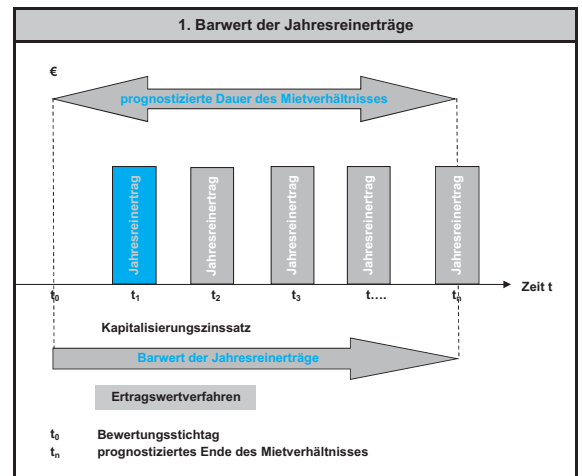 1. Barwert der Jahresreinerträge
€
prognostizierte Dauer des Mietverhältnisses
Jahresreinertrag
Jahresreinertrag
Jahresreinertrag
Jahresreinertrag
Jahresreinertrag
t₀ t₁ t₂ t₃ t.... tₙ Zeit t
Kapitalisierungszinssatz
Barwert der Jahresreinerträge
Ertragswertverfahren
t₀ Bewertungsstichtag
tₙ prognostiziertes Ende des Mietverhältnisses